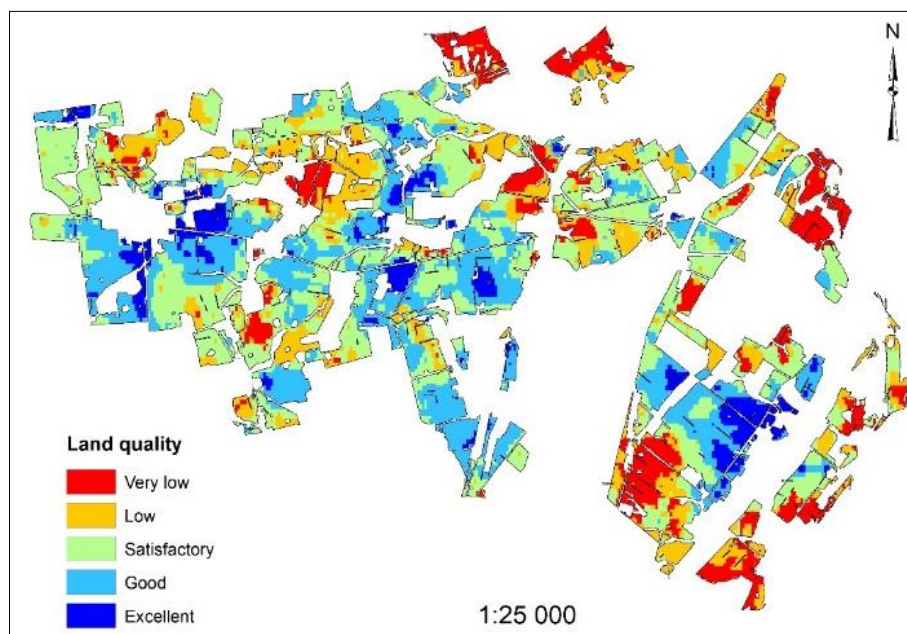 N
Land quality
Very low
Low
Satisfactory
Good
Excellent
1:25 000